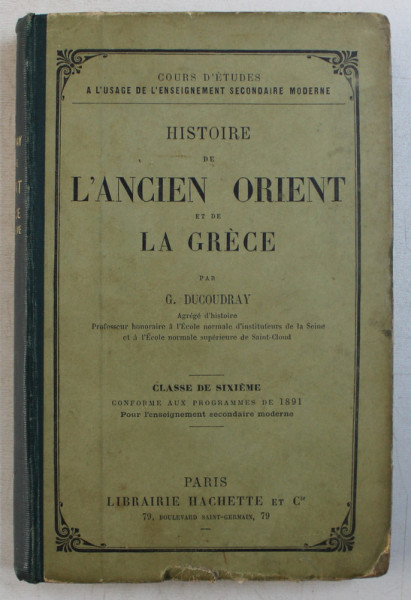 COURS D'ÉTUDES
A L'USAGE DE L'ENSEIGNEMENT SECONDAIRE MODERNE
HISTOIRE
DE
L'ANCIEN ORIENT
ET DE
LA GRÈCE
PAR
G. DUCOUDRAY
Agrégé d'histoire
Professeur honoraire à l'École normale d'instituteurs de la Seine
et à l'École normale supérieure de Saint-Cloud
CLASSE DE SIXIÈME
CONFORME AUX PROGRAMMES DE 1891
Pour l'enseignement secondaire moderne
PARIS
LIBRAIRIE HACHETTE ET Cie
79, BOULEVARD SAINT-GERMAIN, 79